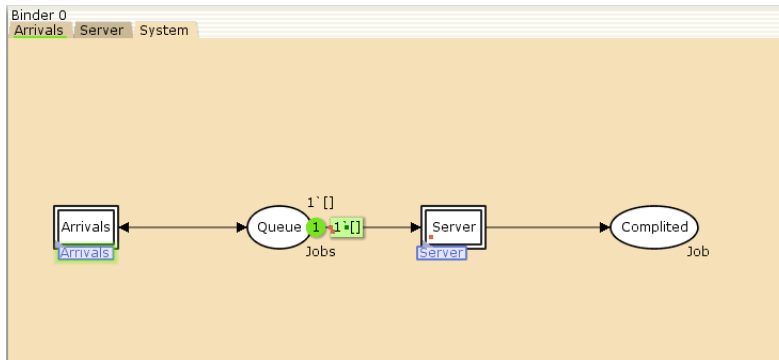 Binder 0
Arrivals Server System
1`[]
Arrivals Queue 1 1`[] Server Complited
Arrivals Jobs Server Job